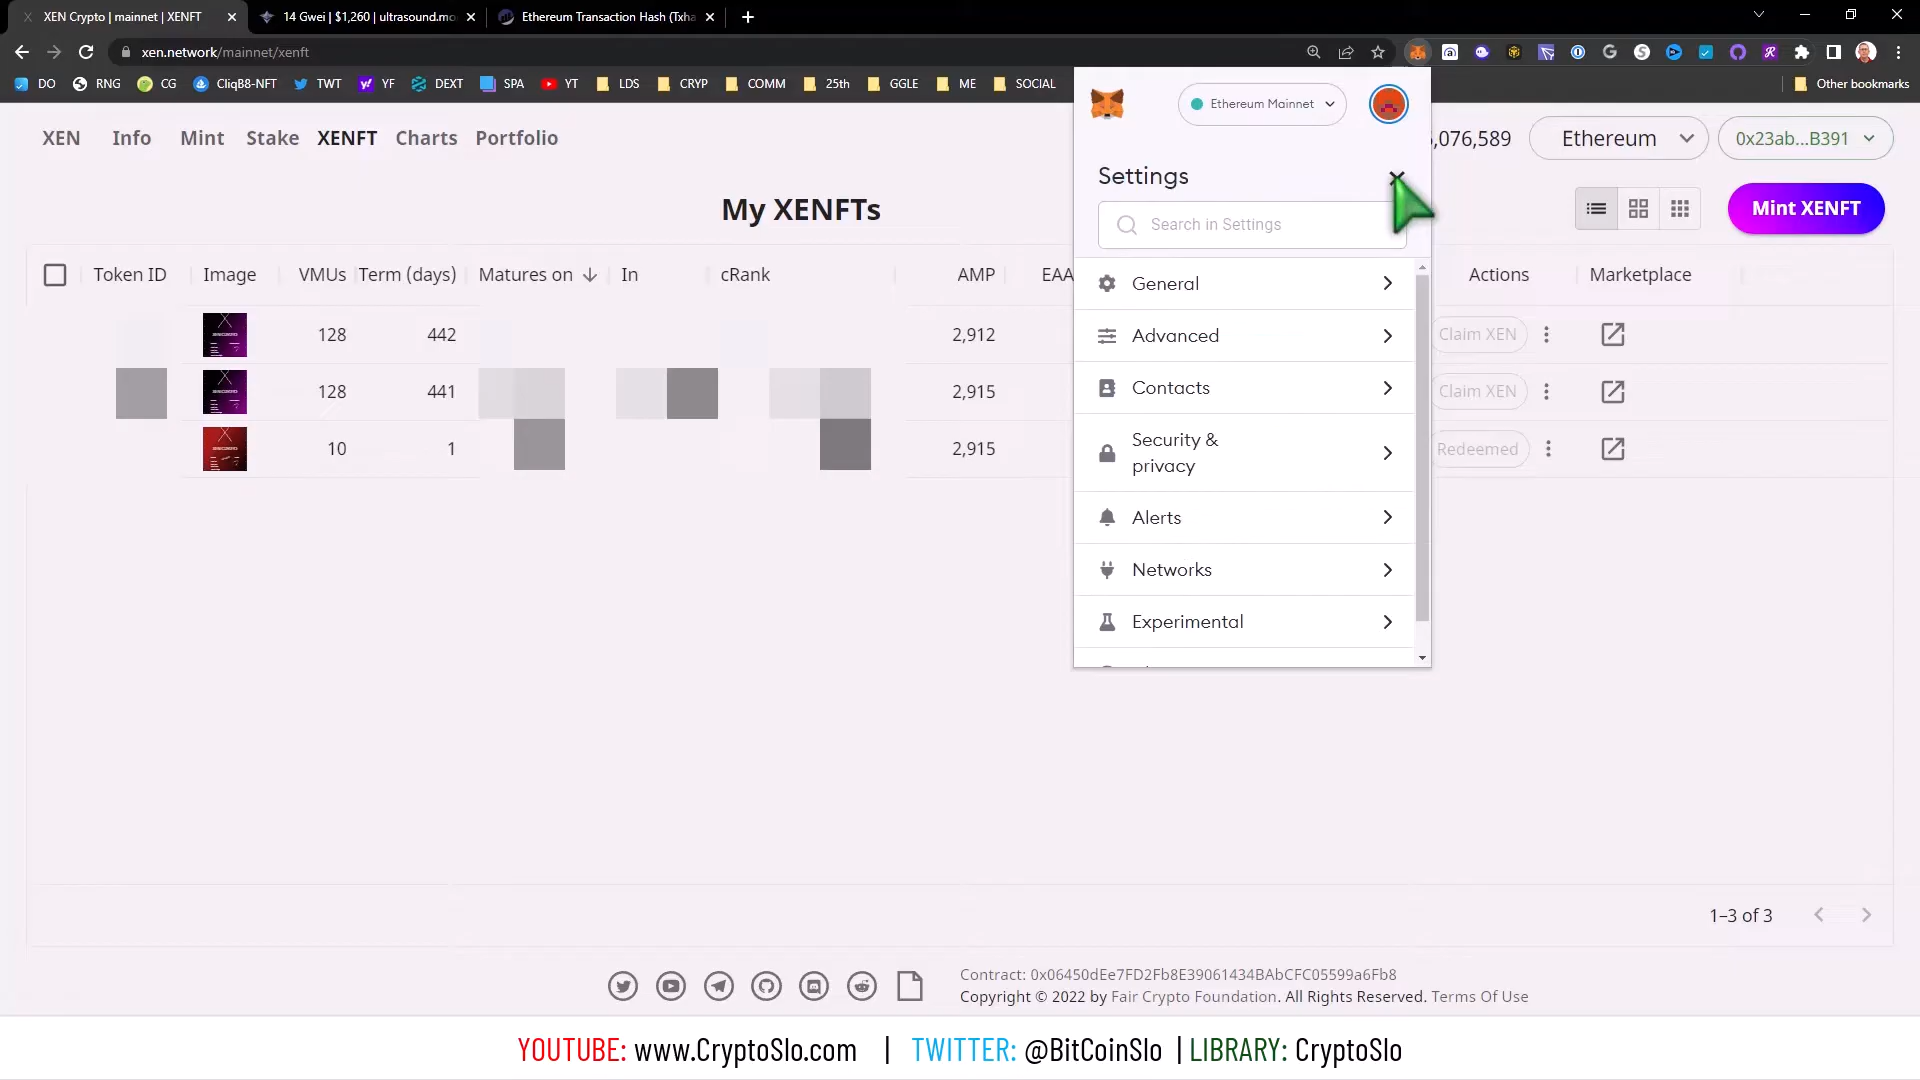 XEN Crypto | mainnet | XENFT
14 Gwei | $1,260 | ultrasound.mo
Ethereum Transaction Hash (Txha
xen.network/mainnet/xenft
DO RNG CG CliqB8-NFT TWT YF DEXT SPA YT LDS CRYP COMM 25th GGLE ME SOCIAL Other bookmarks
Ethereum Mainnet
XEN Info Mint Stake XENFT Charts Portfolio
,076,589 Ethereum 0x23ab...B391
Settings
Search in Settings
My XENFTs
Mint XENFT
Token ID Image VMUs Term (days) Matures on In cRank AMP EAA Actions Marketplace
128 442 2,912 Claim XEN
128 441 2,915 Claim XEN
10 1 2,915 Redeemed
General
Advanced
Contacts
Security &
privacy
Alerts
Networks
Experimental
1–3 of 3
Contract: 0x06450dEe7FD2Fb8E39061434BAbCFC05599a6Fb8
Copyright © 2022 by Fair Crypto Foundation. All Rights Reserved. Terms Of Use
YOUTUBE: www.CryptoSlo.com | TWITTER: @BitCoinSlo | LIBRARY: CryptoSlo